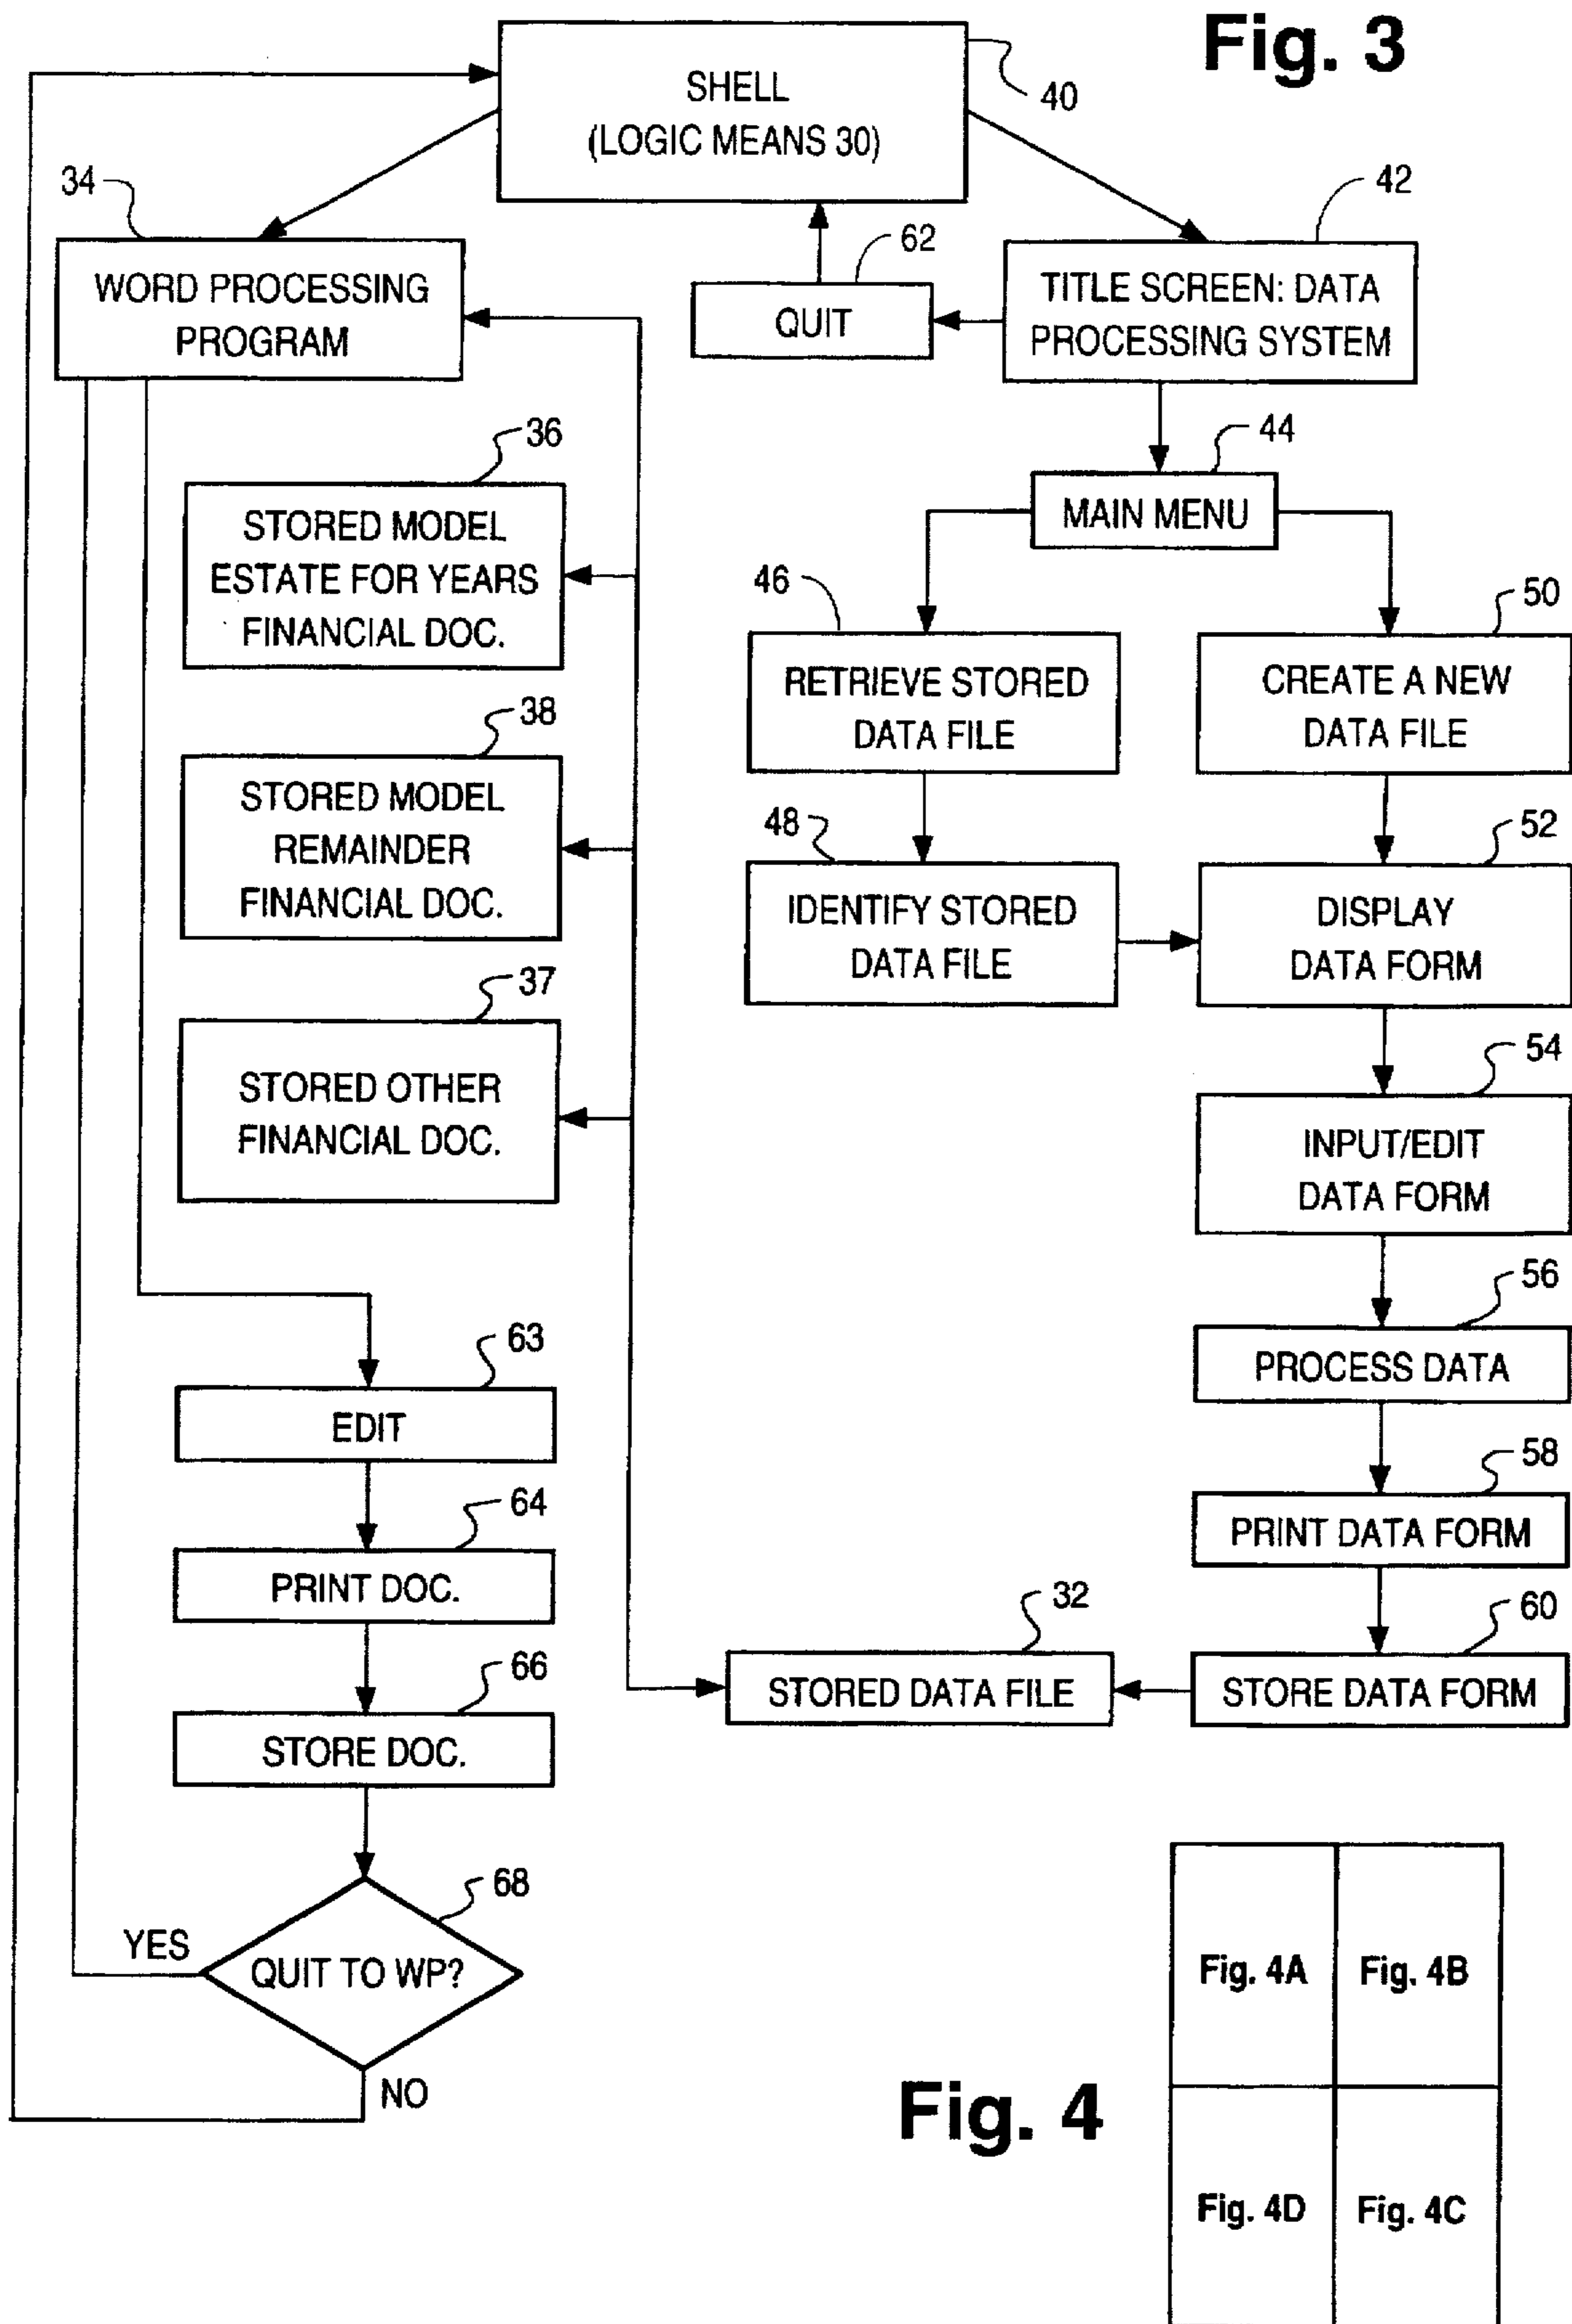 Fig. 3
SHELL
(LOGIC MEANS 30)
40
34
WORD PROCESSING
PROGRAM
62
QUIT
42
TITLE SCREEN: DATA
PROCESSING SYSTEM
44
MAIN MENU
36
STORED MODEL
ESTATE FOR YEARS
FINANCIAL DOC.
46
RETRIEVE STORED
DATA FILE
50
CREATE A NEW
DATA FILE
38
STORED MODEL
REMAINDER
FINANCIAL DOC.
48
IDENTIFY STORED
DATA FILE
52
DISPLAY
DATA FORM
37
STORED OTHER
FINANCIAL DOC.
54
INPUT/EDIT
DATA FORM
56
PROCESS DATA
63
EDIT
58
PRINT DATA FORM
64
PRINT DOC.
32
STORED DATA FILE
60
STORE DATA FORM
66
STORE DOC.
68
QUIT TO WP?
YES
NO
Fig. 4
Fig. 4A
Fig. 4B
Fig. 4D
Fig. 4C